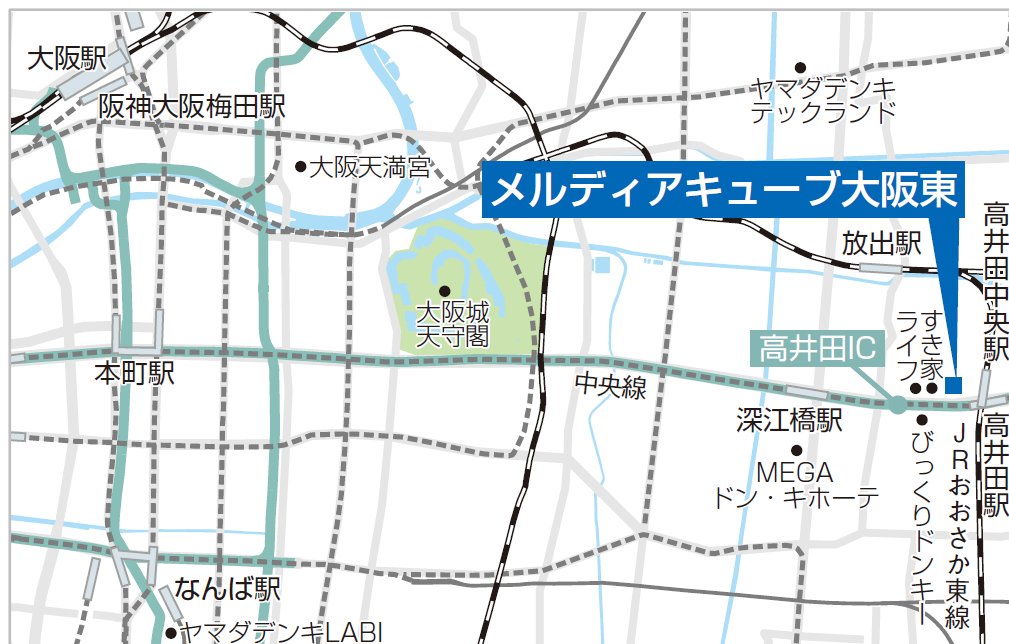 大阪駅
阪神大阪梅田駅
ヤマダデンキ
テックランド
大阪天満宮
メルディアキューブ大阪東
放出駅
高井田中央駅
大阪城
天守閣
すき家
ライフ
高井田IC
本町駅
中央線
深江橋駅
高井田駅
MEGA
ドン・キホーテ
びっくりドンキー
JRおおさか東線
なんば駅
ヤマダデンキLABI